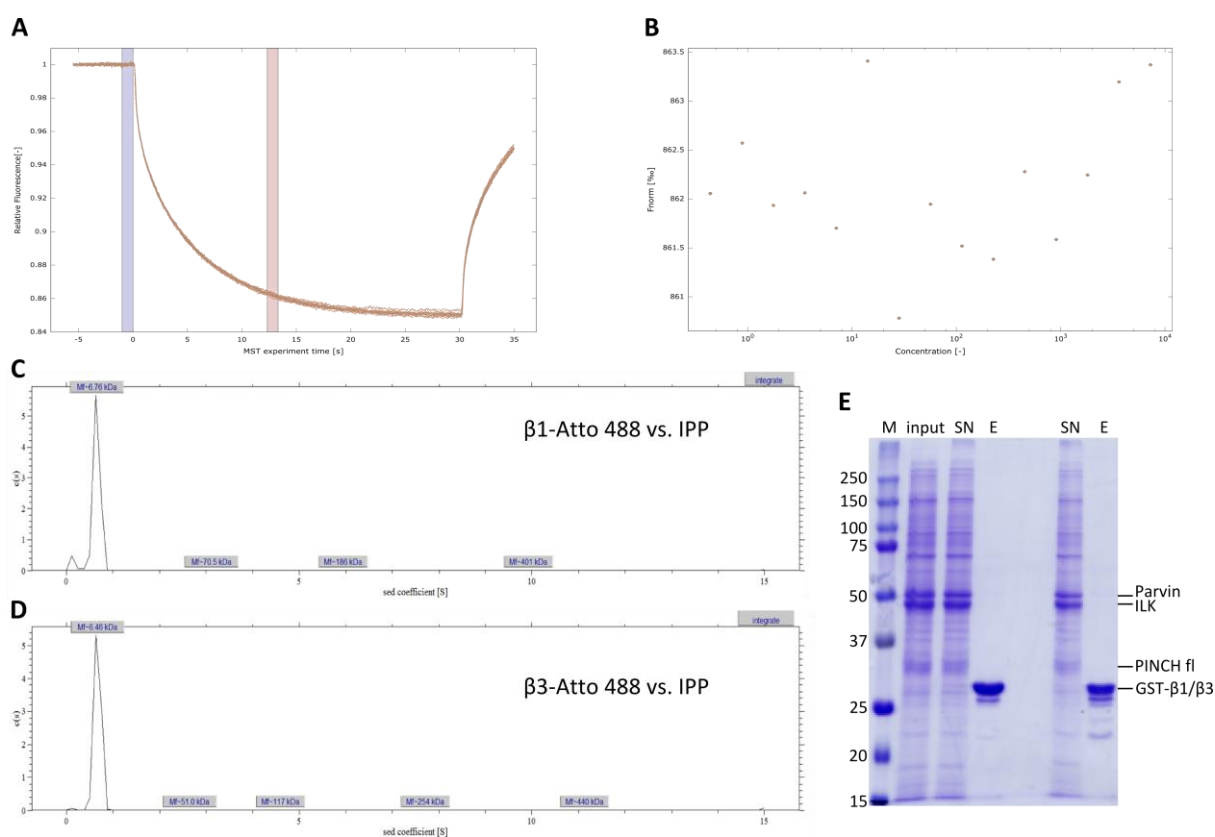 A
1
0.98
0.96
0.94
0.92
0.9
0.88
0.86
0.84
Relative Fluorescence[-]
-5
0
5
10
15
20
25
30
35
MST experiment time [s]
B
863.5
863
862.5
862
861.5
861
Fnorm [‰]
10⁰
10¹
10²
10³
10⁴
Concentration [-]
C
Mf~6.76 kDa
integrate
β1-Atto 488 vs. IPP
5
4
3
2
1
0
c(s)
Mf~70.5 kDa
Mf~186 kDa
Mf~401 kDa
0
5
10
15
sed coefficient [S]
D
Mf~6.46 kDa
integrate
β3-Atto 488 vs. IPP
5
4
3
2
1
0
c(s)
Mf~51.0 kDa
Mf~117 kDa
Mf~254 kDa
Mf~440 kDa
0
5
10
15
sed coefficient [S]
E
M input SN E SN E
250
150
100
75
50
37
25
20
15
Parvin
ILK
PINCH fl
GST-β1/β3